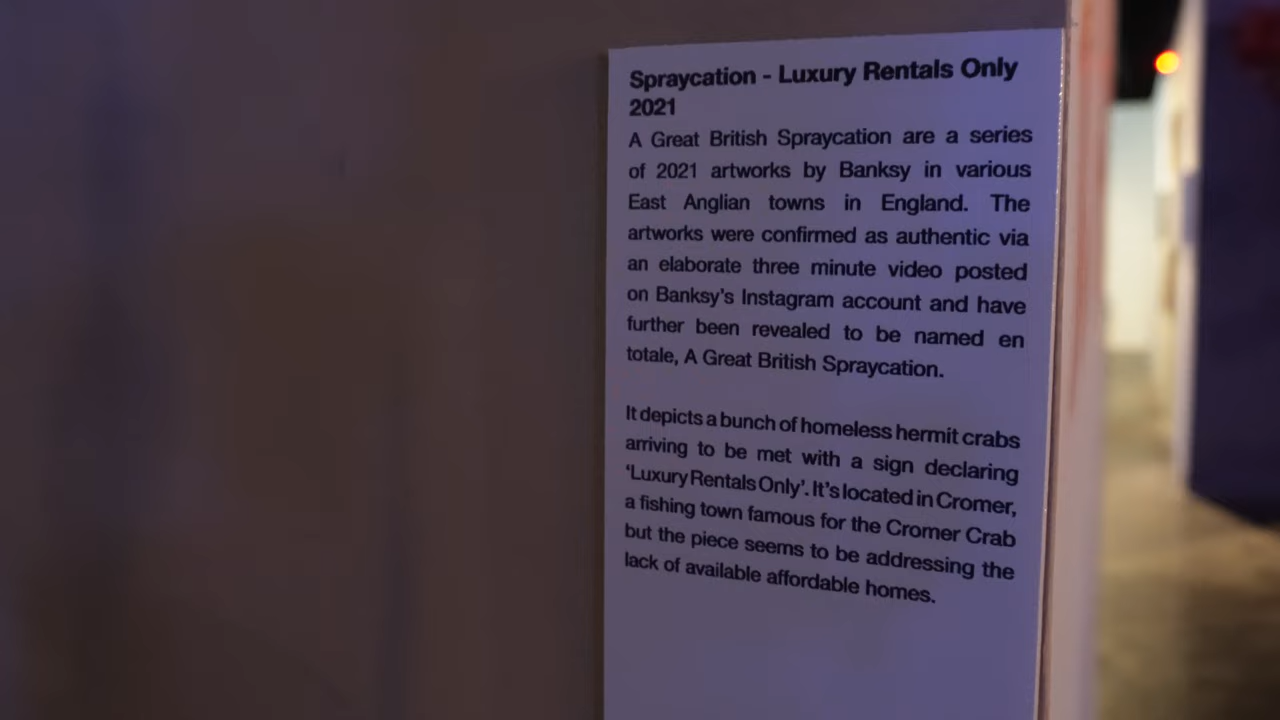 Spraycation - Luxury Rentals Only
2021
A Great British Spraycation are a series
of 2021 artworks by Banksy in various
East Anglian towns in England. The
artworks were confirmed as authentic via
an elaborate three minute video posted
on Banksy's Instagram account and have
further been revealed to be named en
totale, A Great British Spraycation.
It depicts a bunch of homeless hermit crabs
arriving to be met with a sign declaring
‘Luxury Rentals Only’. It’s located in Cromer,
a fishing town famous for the Cromer Crab
but the piece seems to be addressing the
lack of available affordable homes.